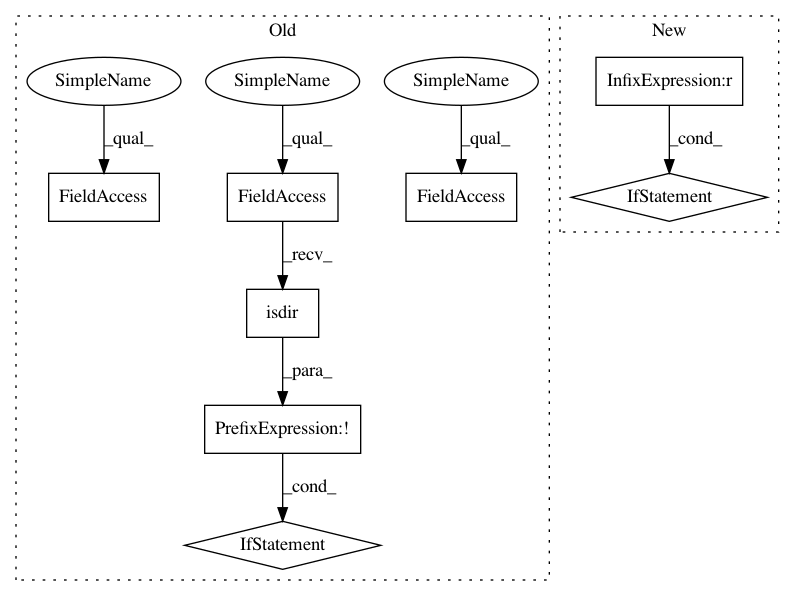 Old
New
SimpleName
SimpleName
SimpleName
InfixExpression:r
_qual_
_qual_
_qual_
_cond_
FieldAccess
FieldAccess
FieldAccess
IfStatement
_recv_
isdir
_para_
PrefixExpression:!
_cond_
IfStatement